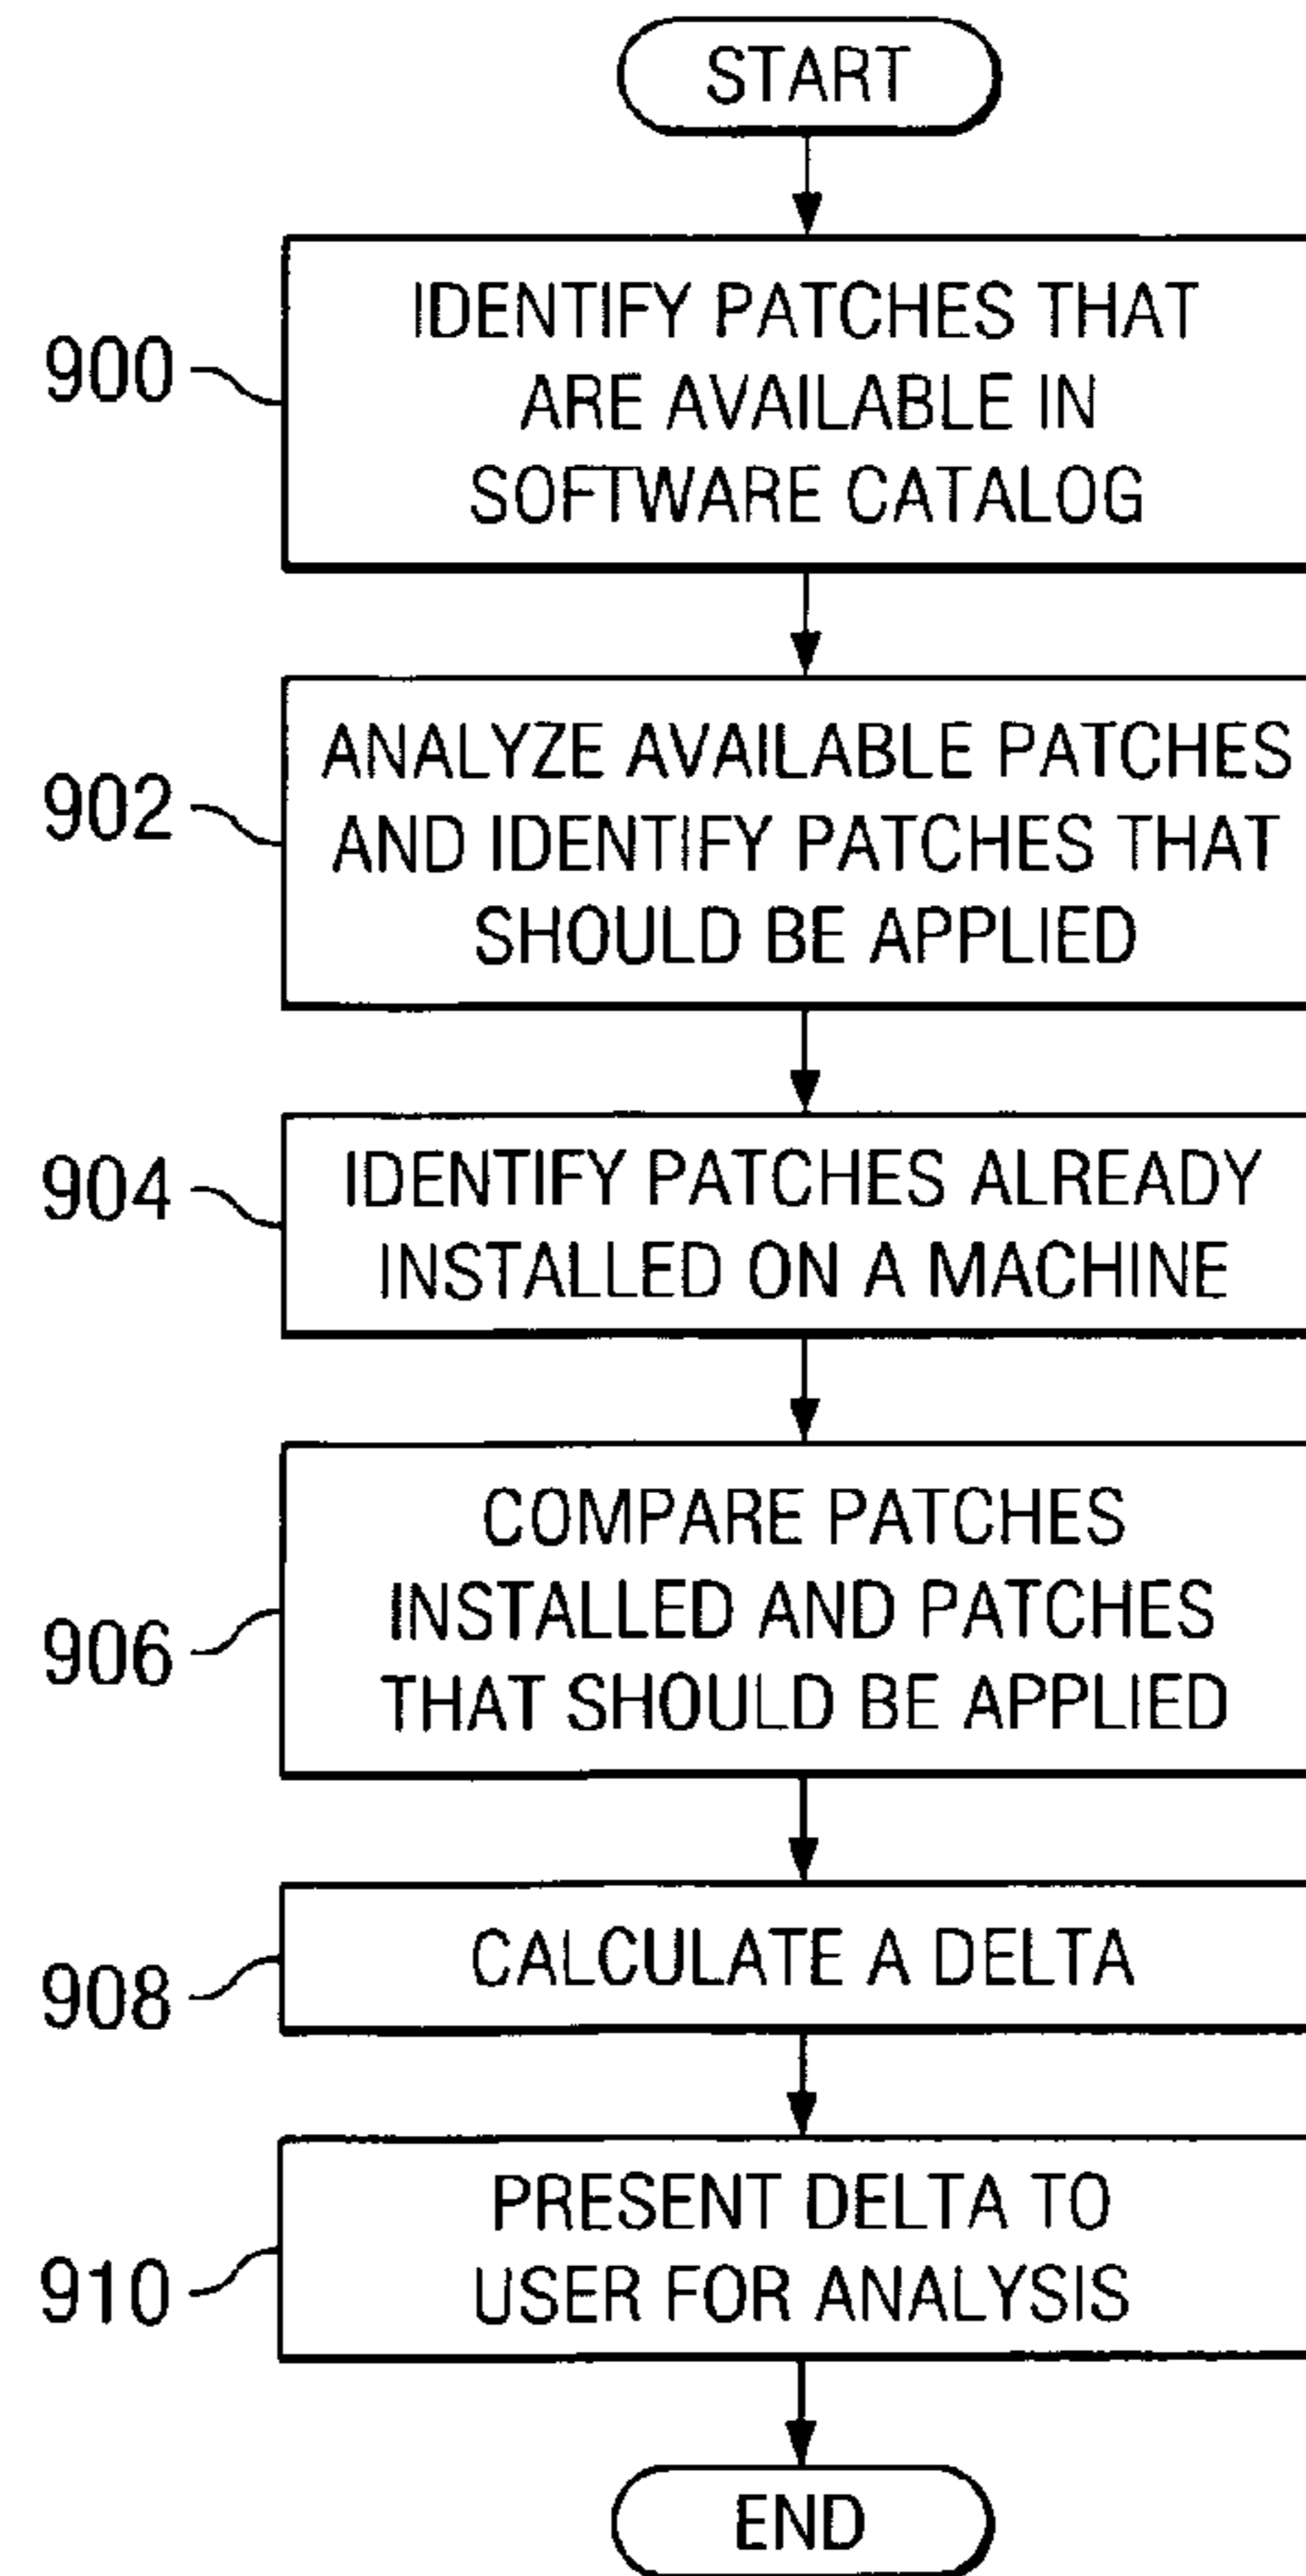 START
900
IDENTIFY PATCHES THAT
ARE AVAILABLE IN
SOFTWARE CATALOG
902
ANALYZE AVAILABLE PATCHES
AND IDENTIFY PATCHES THAT
SHOULD BE APPLIED
904
IDENTIFY PATCHES ALREADY
INSTALLED ON A MACHINE
906
COMPARE PATCHES
INSTALLED AND PATCHES
THAT SHOULD BE APPLIED
908
CALCULATE A DELTA
910
PRESENT DELTA TO
USER FOR ANALYSIS
END